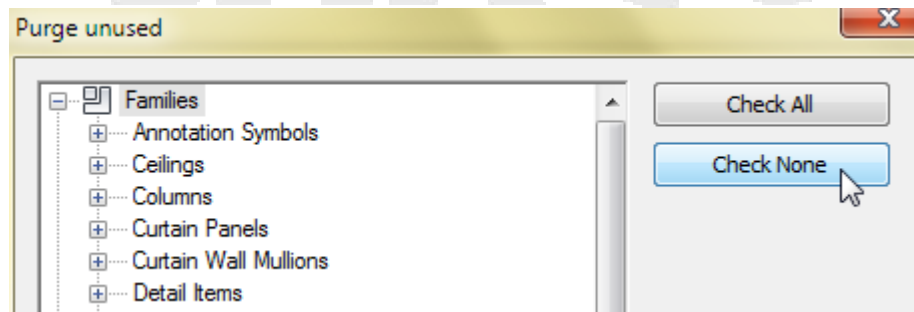 Purge unused
Families
Annotation Symbols
Ceilings
Columns
Curtain Panels
Curtain Wall Mullions
Detail Items
Check All
Check None